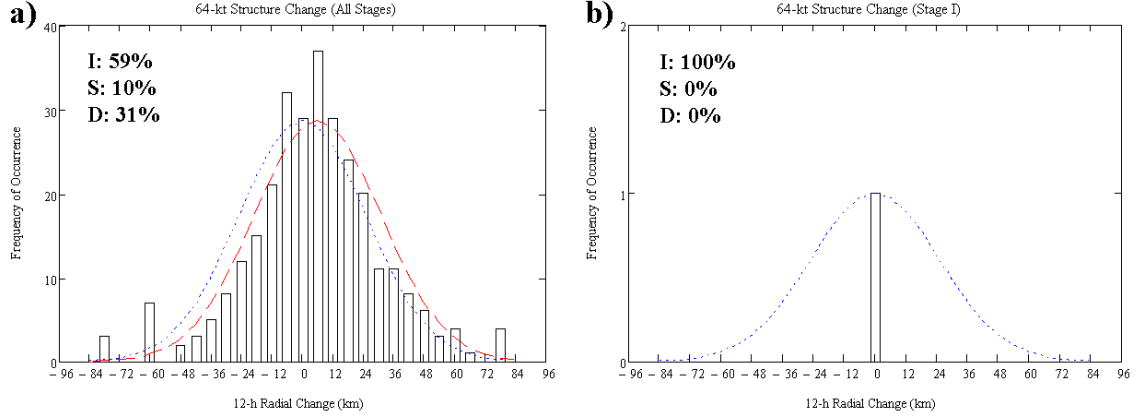 a)
64-kt Structure Change (All Stages)
I: 59%
S: 10%
D: 31%
Frequency of Occurrence
40
30
20
10
0
− 96 − 84 − 72 − 60 − 48 − 36 − 24 − 12 0 12 24 36 48 60 72 84 96
12-h Radial Change (km)
b)
64-kt Structure Change (Stage I)
I: 100%
S: 0%
D: 0%
Frequency of Occurrence
2
1
0
− 96 − 84 − 72 − 60 − 48 − 36 − 24 − 12 0 12 24 36 48 60 72 84 96
12-h Radial Change (km)